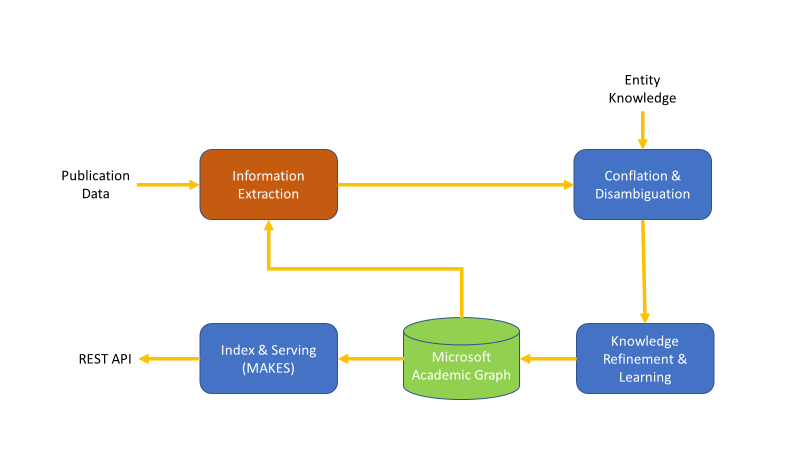 Entity
Knowledge
Publication
Data
Information
Extraction
Conflation &
Disambiguation
REST API
Index & Serving
(MAKES)
Microsoft
Academic Graph
Knowledge
Refinement &
Learning